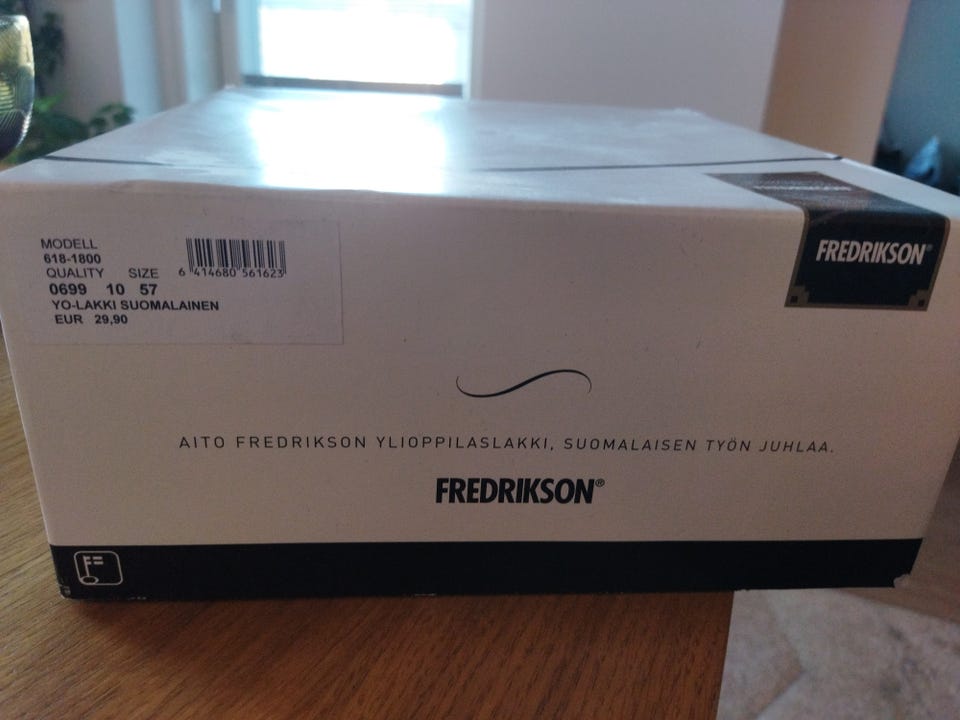 MODELL
618-1800
QUALITY SIZE
0699 10 57
YO-LAKKI SUOMALAINEN
EUR 29,90
6 414680 561623
FREDRIKSON®
AITO FREDRIKSON YLIOPPILASLAKKI, SUOMALAISEN TYÖN JUHLAA.
FREDRIKSON®